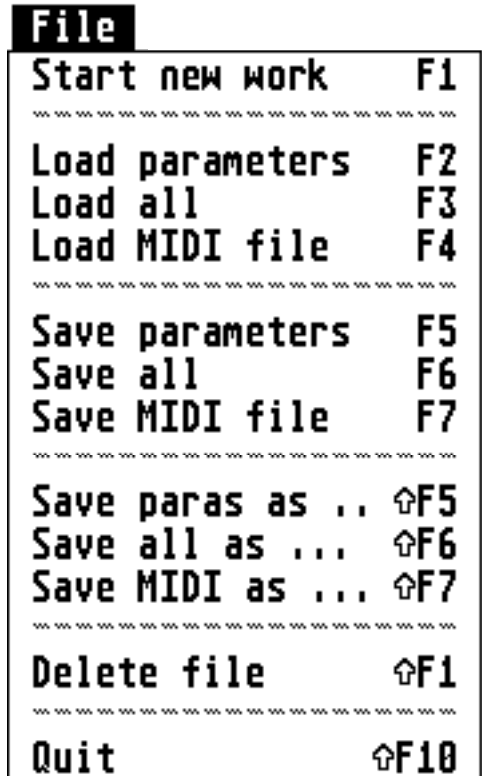 File
Start new work F1
Load parameters F2
Load all F3
Load MIDI file F4
Save parameters F5
Save all F6
Save MIDI file F7
Save paras as .. ⇧F5
Save all as ... ⇧F6
Save MIDI as ... ⇧F7
Delete file ⇧F1
Quit ⇧F10